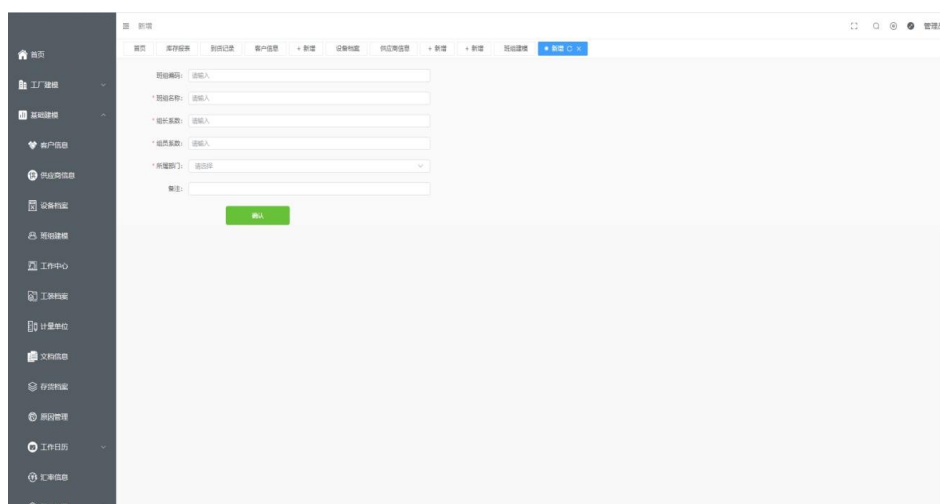 新增
管理员
首页 库存报表 到货记录 客户信息 + 新增 设备档案 供应商信息 + 新增 + 新增 班组建模 新增
首页
工厂建模
基础建模
客户信息
供应商信息
设备档案
班组建模
工作中心
工装档案
计量单位
文档信息
存货档案
原因管理
工作日历
汇率信息
班组编码: 请输入
* 班组名称: 请输入
* 组长系数: 请输入
* 组员系数: 请输入
* 所属部门: 请选择
备注:
确认